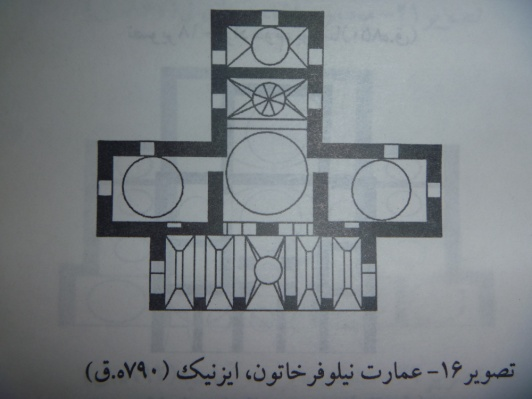 تصویر ۱۶- عمارت نیلوفرخاتون، ایزنیک (۷۹۰ه‍.ق)